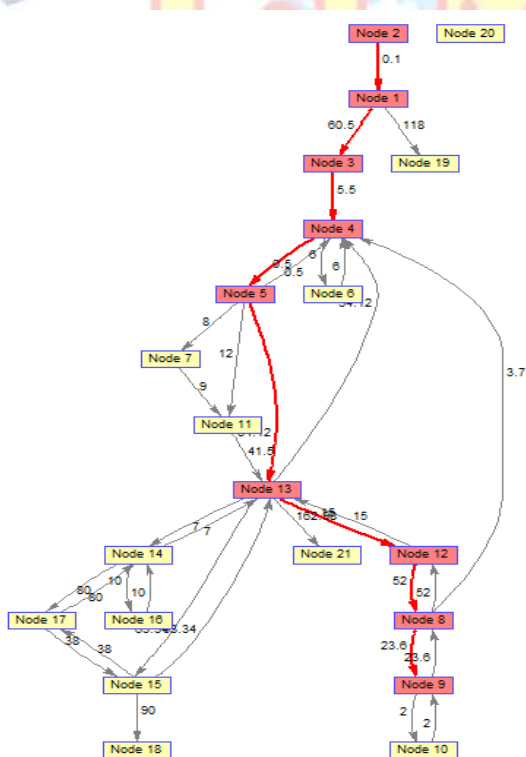 Node 2 Node 20
0.1
Node 1
60.5 118
Node 3 Node 19
5.5
Node 4
0.5 0.5 6 6
Node 5 Node 6
8 12
Node 7 3.7
9
Node 11
41.5
Node 13
15 15
7 7
Node 14 Node 21 Node 12
80 80 10 10 52 52
Node 17 Node 16 Node 8
38 38 23.6 23.6
Node 15 Node 9
90 2 2
Node 18 Node 10